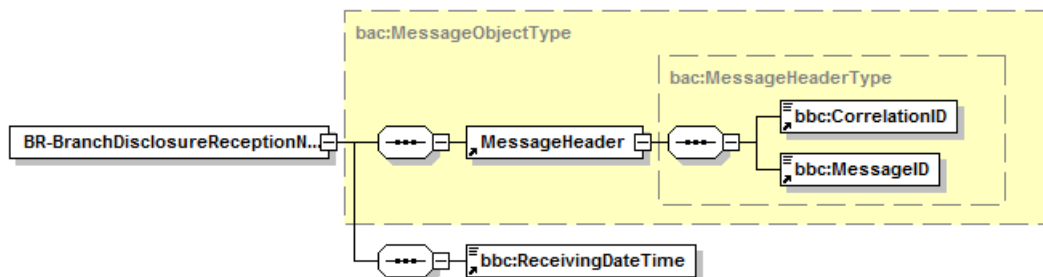 bac:MessageObjectType
bac:MessageHeaderType
bbc:CorrelationID
BR-BranchDisclosureReceptionN...
MessageHeader
bbc:MessageID
bbc:ReceivingDateTime